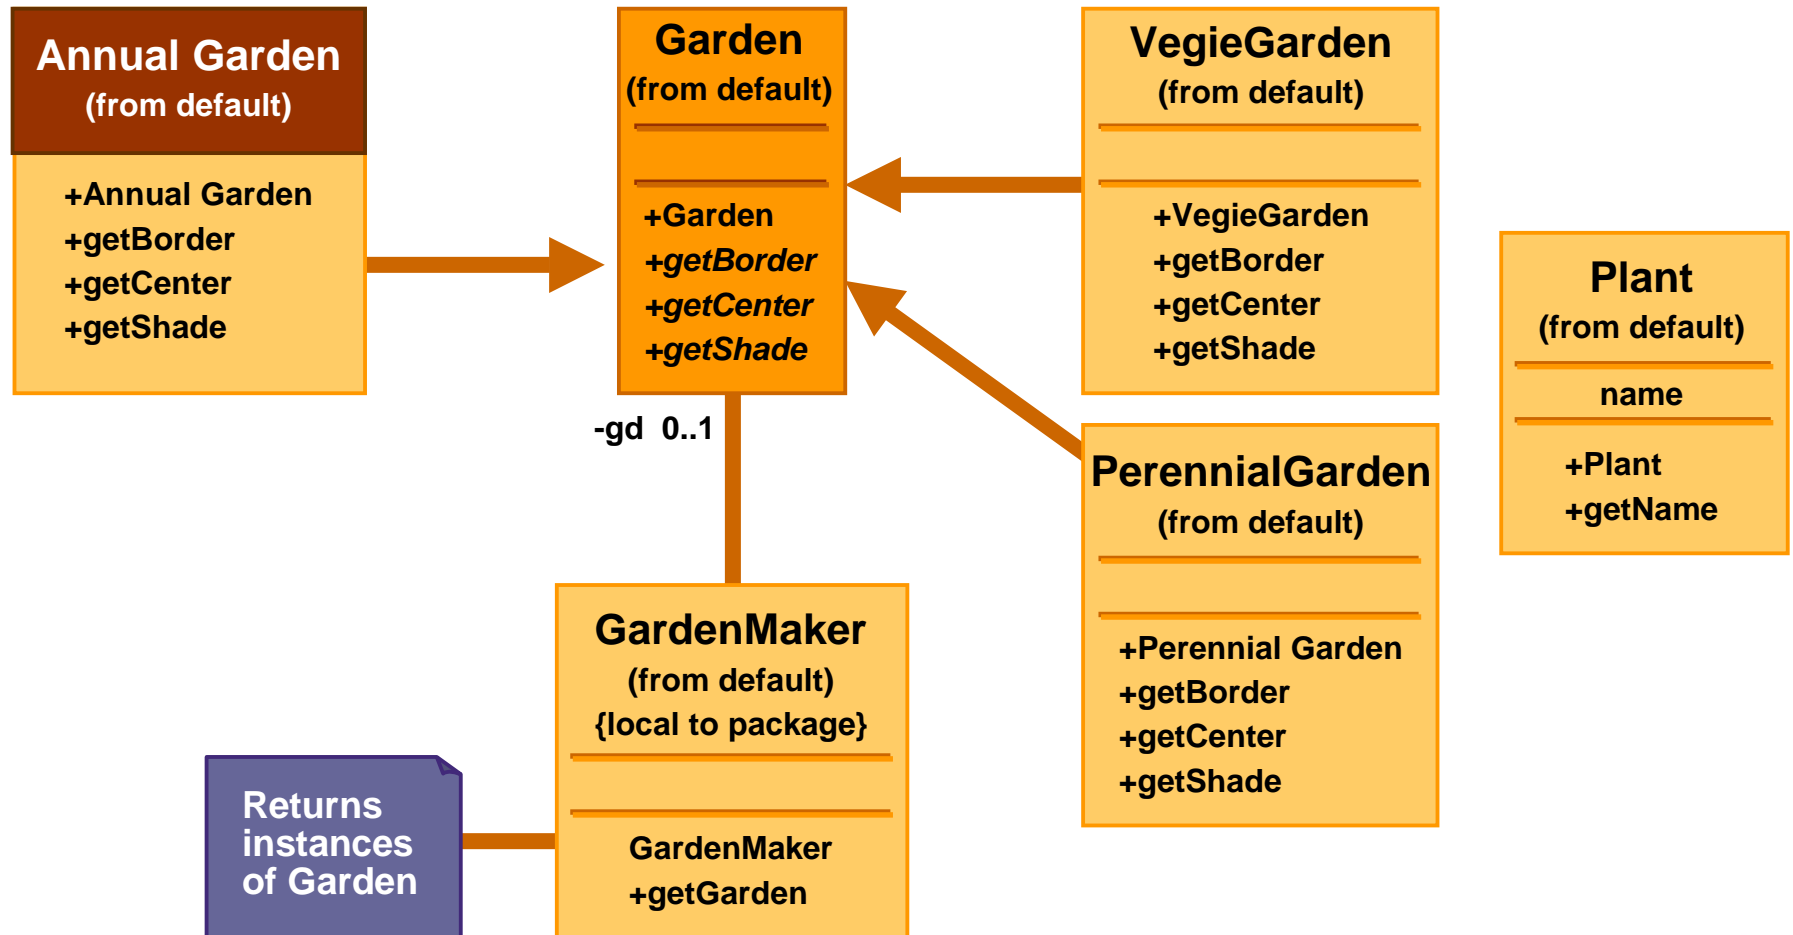 Annual Garden
(from default)
+Annual Garden
+getBorder
+getCenter
+getShade
Garden
(from default)
+Garden
+getBorder
+getCenter
+getShade
-gd 0..1
VegieGarden
(from default)
+VegieGarden
+getBorder
+getCenter
+getShade
Plant
(from default)
name
+Plant
+getName
PerennialGarden
(from default)
+Perennial Garden
+getBorder
+getCenter
+getShade
GardenMaker
(from default)
{local to package}
GardenMaker
+getGarden
Returns
instances
of Garden